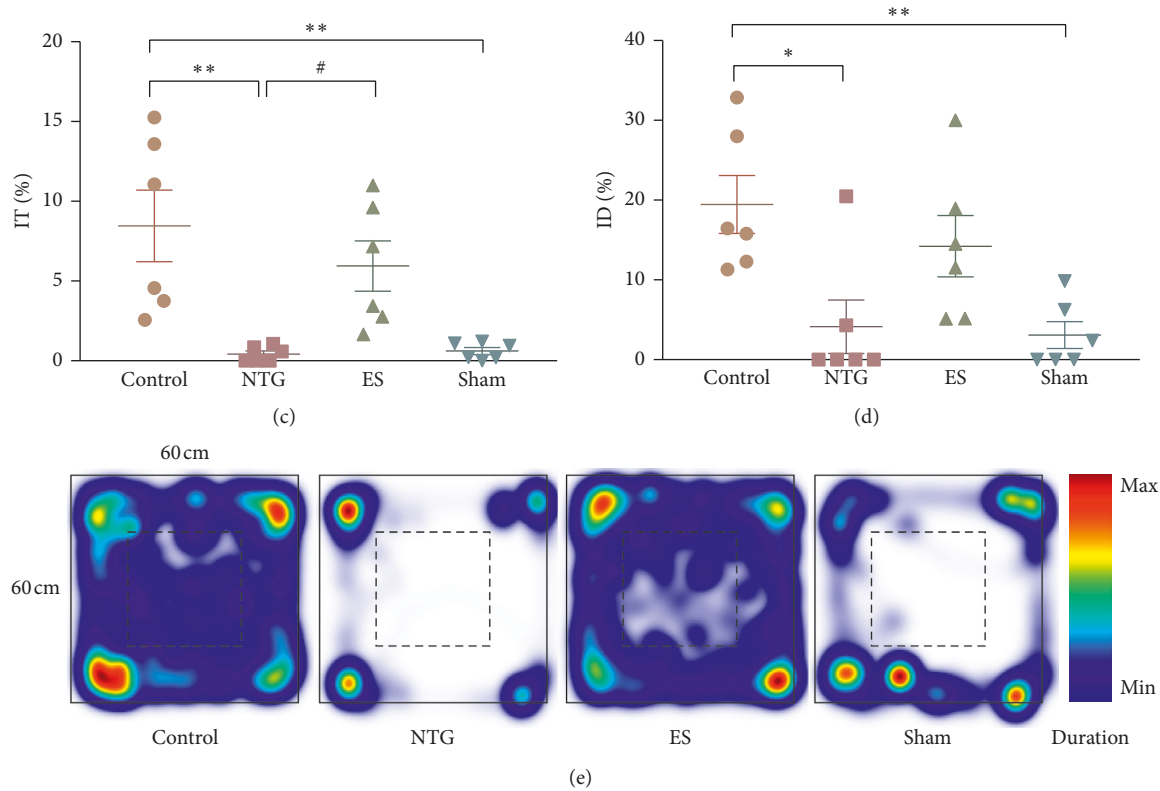 **
**
#
20
15
10
5
0
IT (%)
Control
NTG
ES
Sham
(c)
**
*
40
30
20
10
0
ID (%)
Control
NTG
ES
Sham
(d)
60 cm
60 cm
Max
Min
Control
NTG
ES
Sham
Duration
(e)